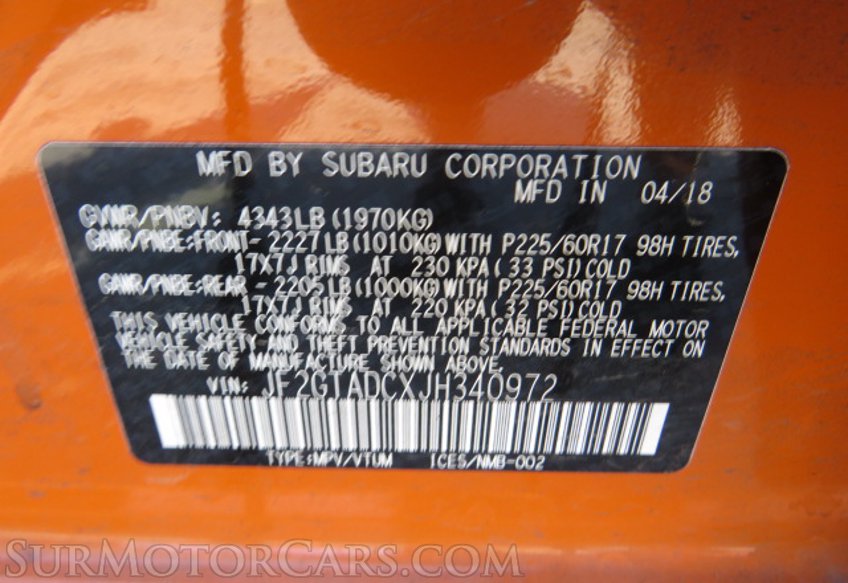 MFD BY SUBARU CORPORATION
MFD IN 04/18
GVWR/PNBV: 4343LB(1970KG)
GAWR/PNBE:FRONT-2227LB(1010KG)WITH P225/60R17 98H TIRES,
17X7J RIMS AT 230 KPA(33 PSI)COLD
GAWR/PNBE:REAR-2205LB(1000KG)WITH P225/60R17 98H TIRES,
17X7J RIMS AT 220 KPA(32 PSI)COLD
THIS VEHICLE CONFORMS TO ALL APPLICABLE FEDERAL MOTOR
VEHICLE SAFETY AND THEFT PREVENTION STANDARDS IN EFFECT ON
THE DATE OF MANUFACTURE SHOWN ABOVE.
VIN: JF2GTADCXJH340972
TYPE:MPV/VTUM ICES/NMB-002
SurMotorCars.com